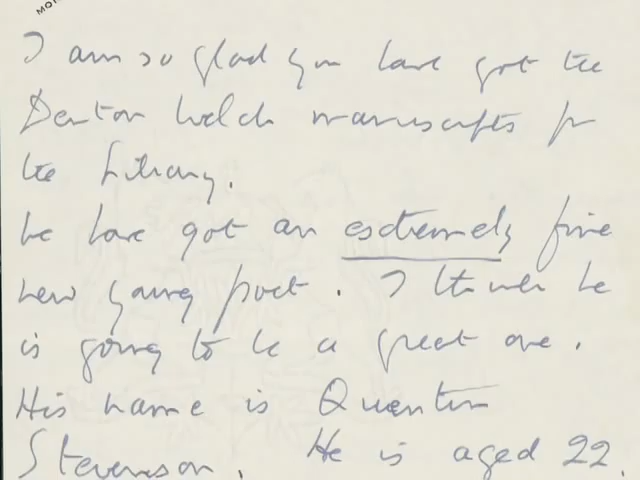 MO
I am so glad you have got the
Denton Welch manuscripts for
the Library.
We have got an extremely fine
new young poet. I think he
is going to be a great one.
His name is Quentin
Stevenson. He is aged 22.